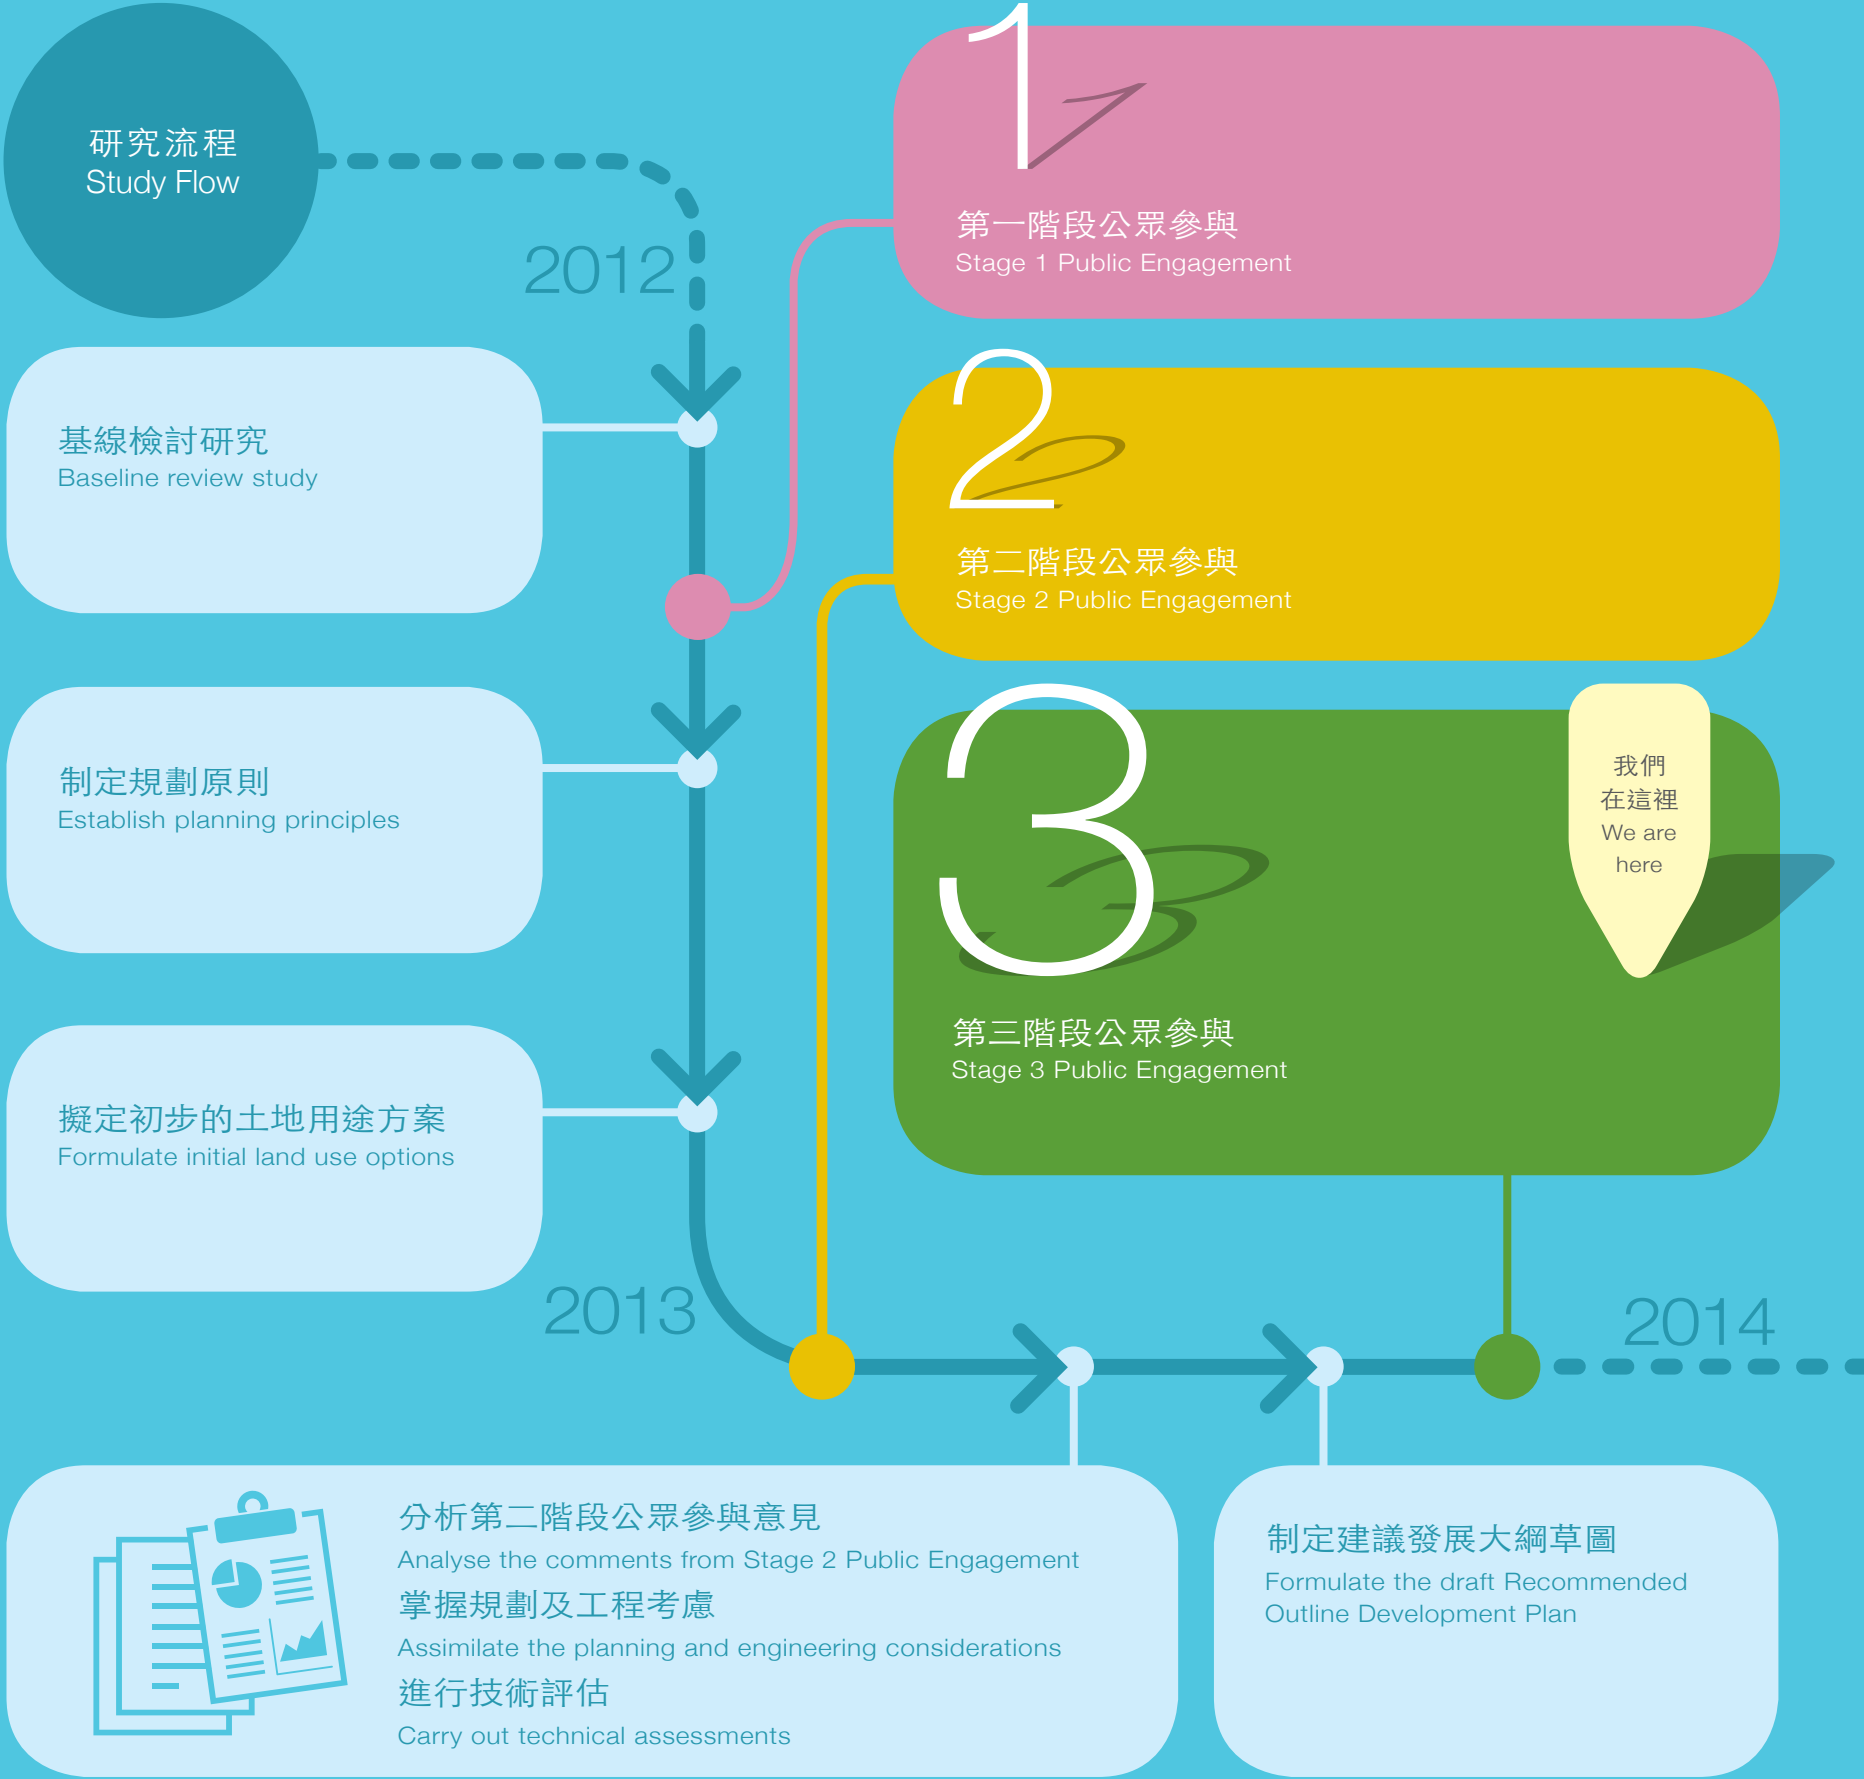 研究流程
Study Flow
2012
1
第一階段公眾參與
Stage 1 Public Engagement
基線檢討研究
Baseline review study
2
第二階段公眾參與
Stage 2 Public Engagement
制定規劃原則
Establish planning principles
3
第三階段公眾參與
Stage 3 Public Engagement
我們
在這裡
We are
here
擬定初步的土地用途方案
Formulate initial land use options
2013
2014
分析第二階段公眾參與意見
Analyse the comments from Stage 2 Public Engagement
掌握規劃及工程考慮
Assimilate the planning and engineering considerations
進行技術評估
Carry out technical assessments
制定建議發展大綱草圖
Formulate the draft Recommended
Outline Development Plan